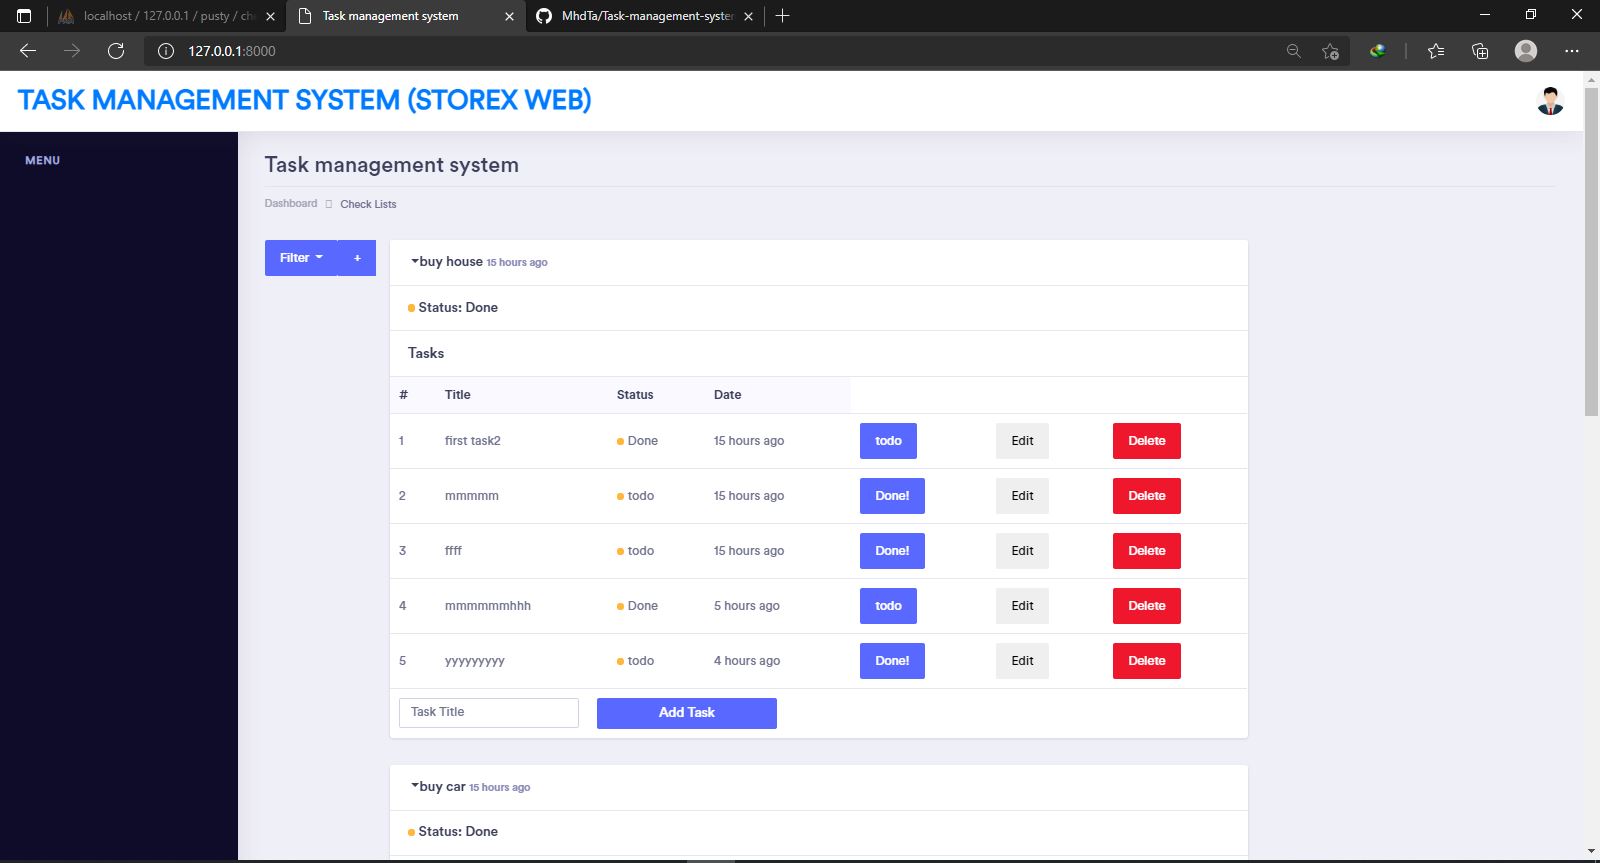 localhost / 127.0.0.1 / pusty / ch
Task management system
MhdTa/Task-management-syste
127.0.0.1:8000
TASK MANAGEMENT SYSTEM (STOREX WEB)
MENU
Task management system
Dashboard Check Lists
Filter +
buy house 15 hours ago
Status: Done
Tasks
# Title Status Date
1 first task2 Done 15 hours ago todo Edit Delete
2 mmmmm todo 15 hours ago Done! Edit Delete
3 ffff todo 15 hours ago Done! Edit Delete
4 mmmmmmhhh Done 5 hours ago todo Edit Delete
5 yyyyyyyyy todo 4 hours ago Done! Edit Delete
Task Title Add Task
buy car 15 hours ago
Status: Done